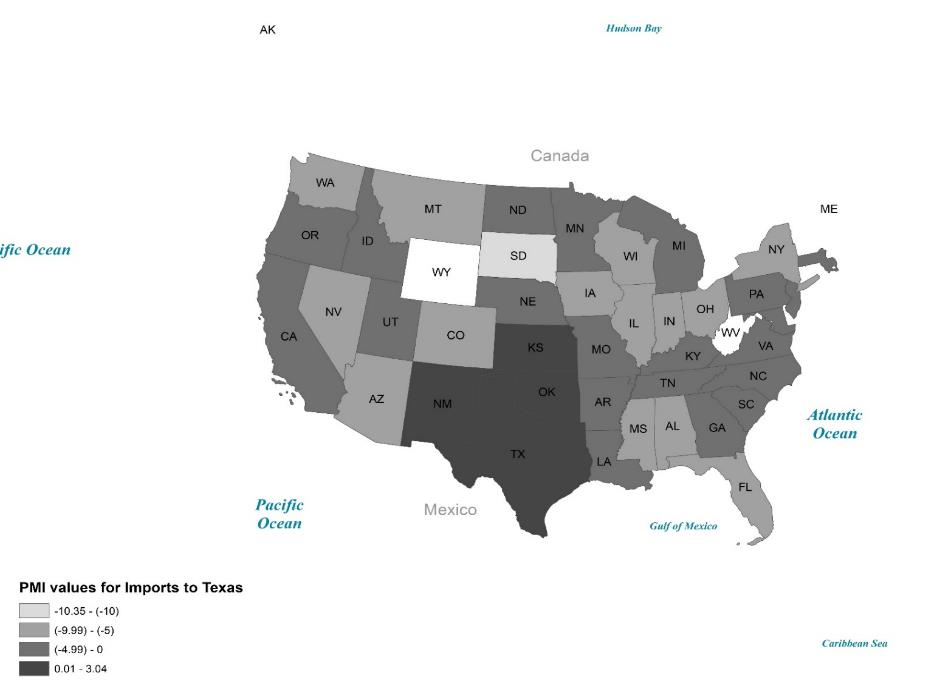 AK
Hudson Bay
Canada
WA
MT
ND
MN
ME
OR
ID
WY
SD
WI
MI
NY
ific Ocean
NE
IA
PA
NV
UT
CO
IL
IN
OH
WV
CA
KS
MO
KY
VA
AZ
NM
OK
AR
TN
NC
SC
MS
AL
GA
Atlantic
Ocean
TX
LA
FL
Pacific
Ocean
Mexico
Gulf of Mexico
PMI values for Imports to Texas
-10.35 - (-10)
(-9.99) - (-5)
(-4.99) - 0
0.01 - 3.04
Caribbean Sea